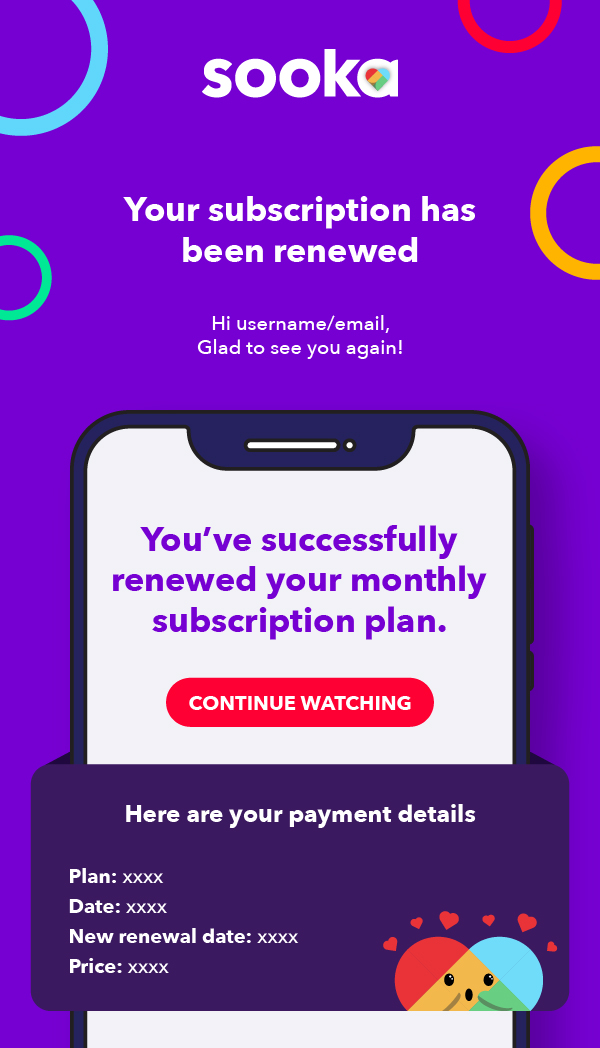 sooka
Your subscription has
been renewed
Hi username/email,
Glad to see you again!
You’ve successfully
renewed your monthly
subscription plan.
CONTINUE WATCHING
Here are your payment details
Plan: xxxx
Date: xxxx
New renewal date: xxxx
Price: xxxx